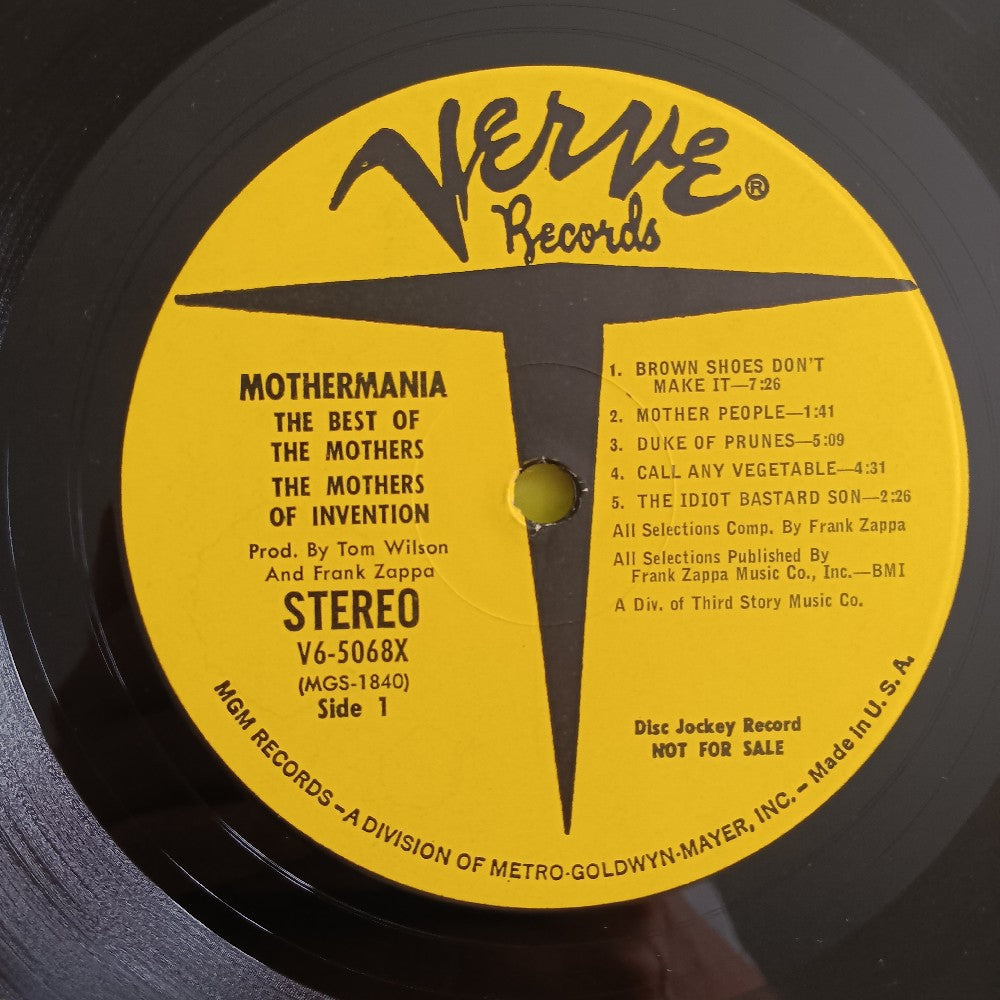 Verve®
Records
MOTHERMANIA
THE BEST OF
THE MOTHERS
THE MOTHERS
OF INVENTION
Prod. By Tom Wilson
And Frank Zappa
STEREO
V6-5068X
(MGS-1840)
Side 1
1. BROWN SHOES DON'T
MAKE IT—7:26
2. MOTHER PEOPLE—1:41
3. DUKE OF PRUNES—5:09
4. CALL ANY VEGETABLE—4:31
5. THE IDIOT BASTARD SON—2:26
All Selections Comp. By Frank Zappa
All Selections Published By
Frank Zappa Music Co., Inc.—BMI
A Div. of Third Story Music Co.
Disc Jockey Record
NOT FOR SALE
MGM RECORDS – A DIVISION OF METRO-GOLDWYN-MAYER, INC. – Made in U. S. A.